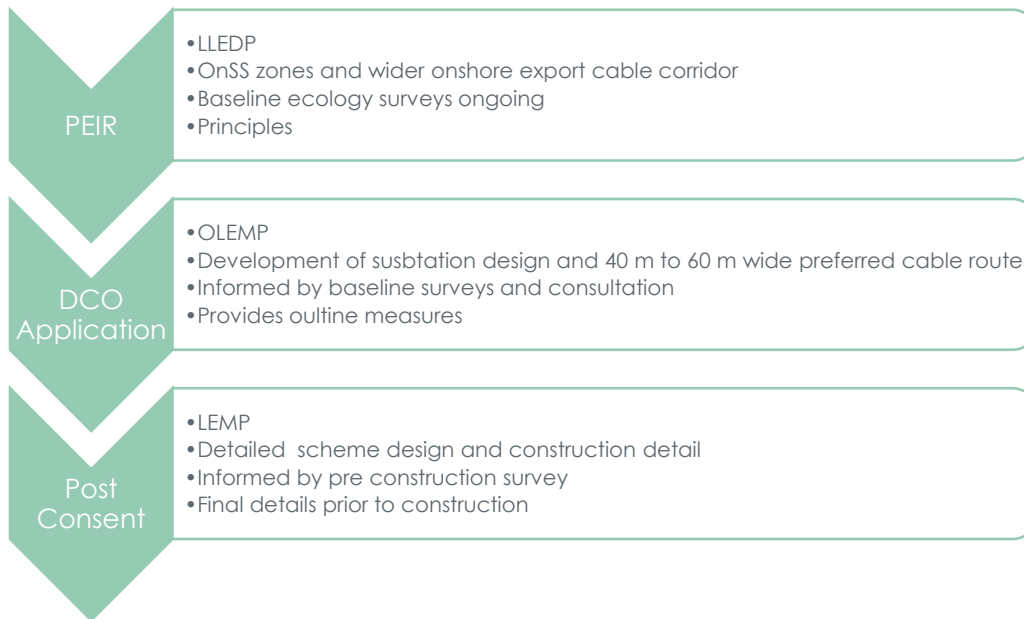 PEIR
•LLEDP
•OnSS zones and wider onshore export cable corridor
•Baseline ecology surveys ongoing
•Principles
DCO
Application
•OLEMP
•Development of susbtation design and 40 m to 60 m wide preferred cable route
•Informed by baseline surveys and consultation
•Provides oultine measures
Post
Consent
•LEMP
•Detailed scheme design and construction detail
•Informed by pre construction survey
•Final details prior to construction